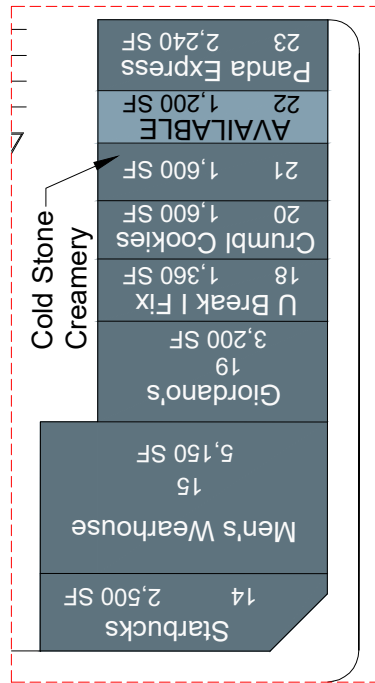 Starbucks
14 2,500 SF
Men's Wearhouse
15
5,150 SF
Giordano's
19
3,200 SF
U Break I Fix
18 1,360 SF
Crumbl Cookies
20 1,600 SF
21 1,600 SF
Cold Stone
Creamery
AVAILABLE
22 1,200 SF
Panda Express
23 2,240 SF